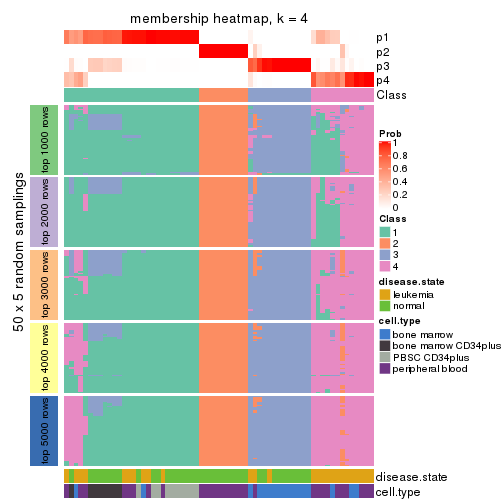 membership heatmap, k = 4
p1
p2
p3
p4
Class
50 x 5 random samplings
top 1000 rows
top 2000 rows
top 3000 rows
top 4000 rows
top 5000 rows
Prob
1
0.8
0.6
0.4
0.2
0
Class
1
2
3
4
disease.state
leukemia
normal
cell.type
bone marrow
bone marrow CD34plus
PBSC CD34plus
peripheral blood
disease.state
cell.type